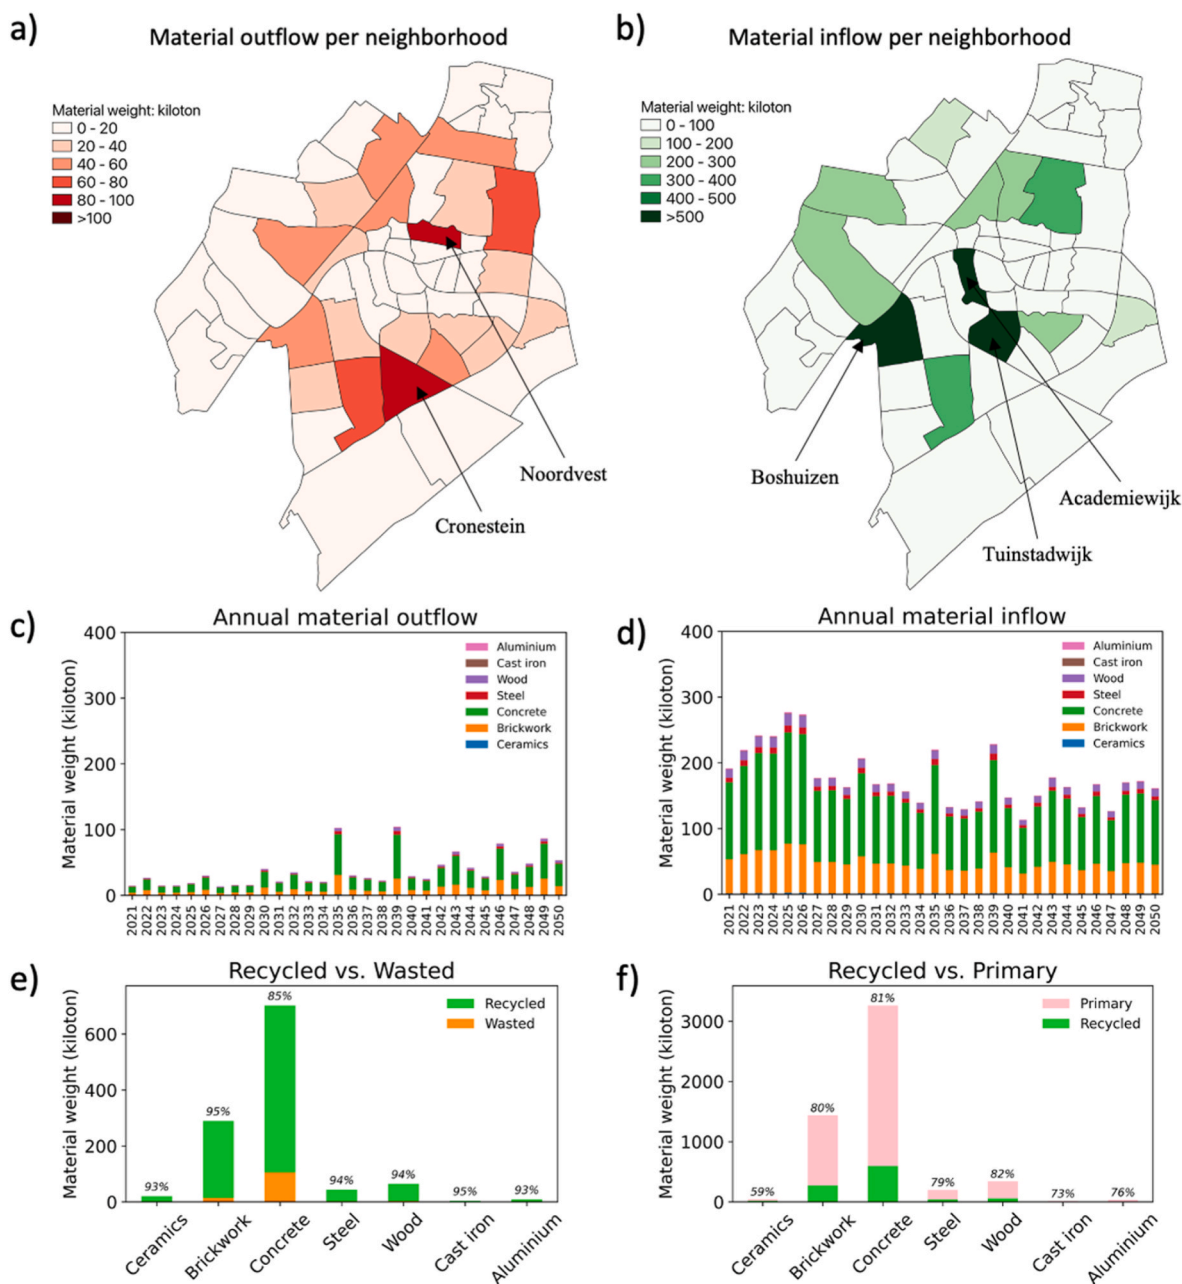 a)
Material outflow per neighborhood
Material weight: kiloton
0 - 20
20 - 40
40 - 60
60 - 80
80 - 100
>100
Noordvest
Cronestein
b)
Material inflow per neighborhood
Material weight: kiloton
0 - 100
100 - 200
200 - 300
300 - 400
400 - 500
>500
Boshuizen
Academiewijk
Tuinstadwijk
c)
Annual material outflow
Material weight (kiloton)
400
300
200
100
0
Aluminium
Cast iron
Wood
Steel
Concrete
Brickwork
Ceramics
2021
2022
2023
2024
2025
2026
2027
2028
2029
2030
2031
2032
2033
2034
2035
2036
2037
2038
2039
2040
2041
2042
2043
2044
2045
2046
2047
2048
2049
2050
d)
Annual material inflow
Material weight (kiloton)
400
300
200
100
0
Aluminium
Cast iron
Wood
Steel
Concrete
Brickwork
Ceramics
2021
2022
2023
2024
2025
2026
2027
2028
2029
2030
2031
2032
2033
2034
2035
2036
2037
2038
2039
2040
2041
2042
2043
2044
2045
2046
2047
2048
2049
2050
e)
Recycled vs. Wasted
Material weight (kiloton)
600
400
200
0
Recycled
Wasted
93%
95%
85%
94%
94%
95%
93%
Ceramics
Brickwork
Concrete
Steel
Wood
Cast iron
Aluminium
f)
Recycled vs. Primary
Material weight (kiloton)
3000
2000
1000
0
Primary
Recycled
59%
80%
81%
79%
82%
73%
76%
Ceramics
Brickwork
Concrete
Steel
Wood
Cast iron
Aluminium